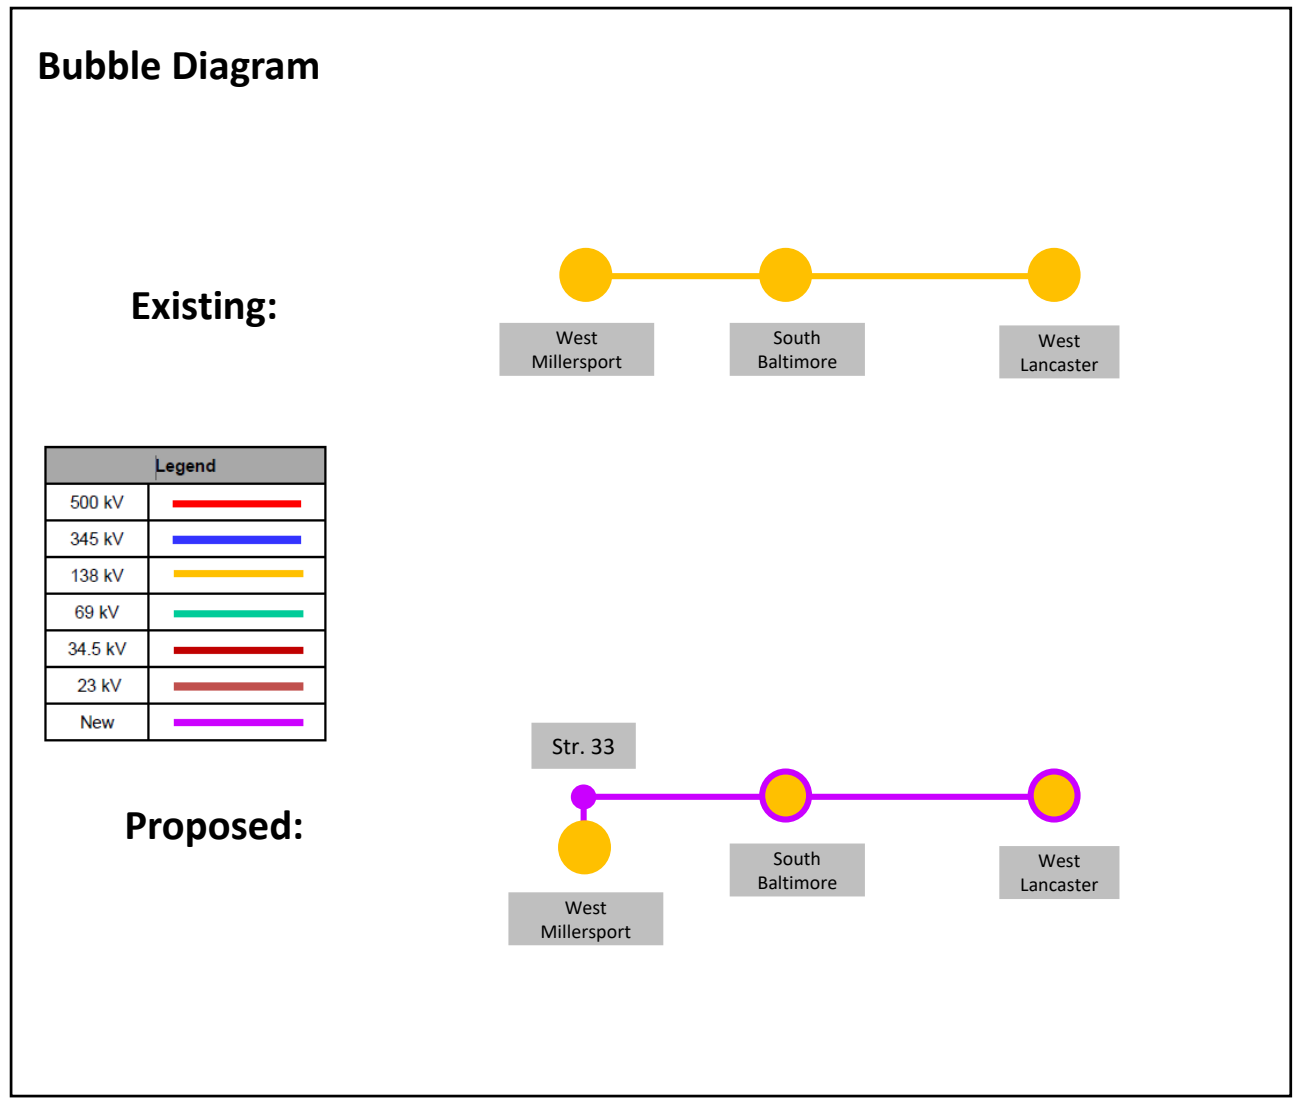 Bubble Diagram
Existing:
West
Millersport
South
Baltimore
West
Lancaster
Legend
500 kV
345 kV
138 kV
69 kV
34.5 kV
23 kV
New
Str. 33
Proposed:
West
Millersport
South
Baltimore
West
Lancaster